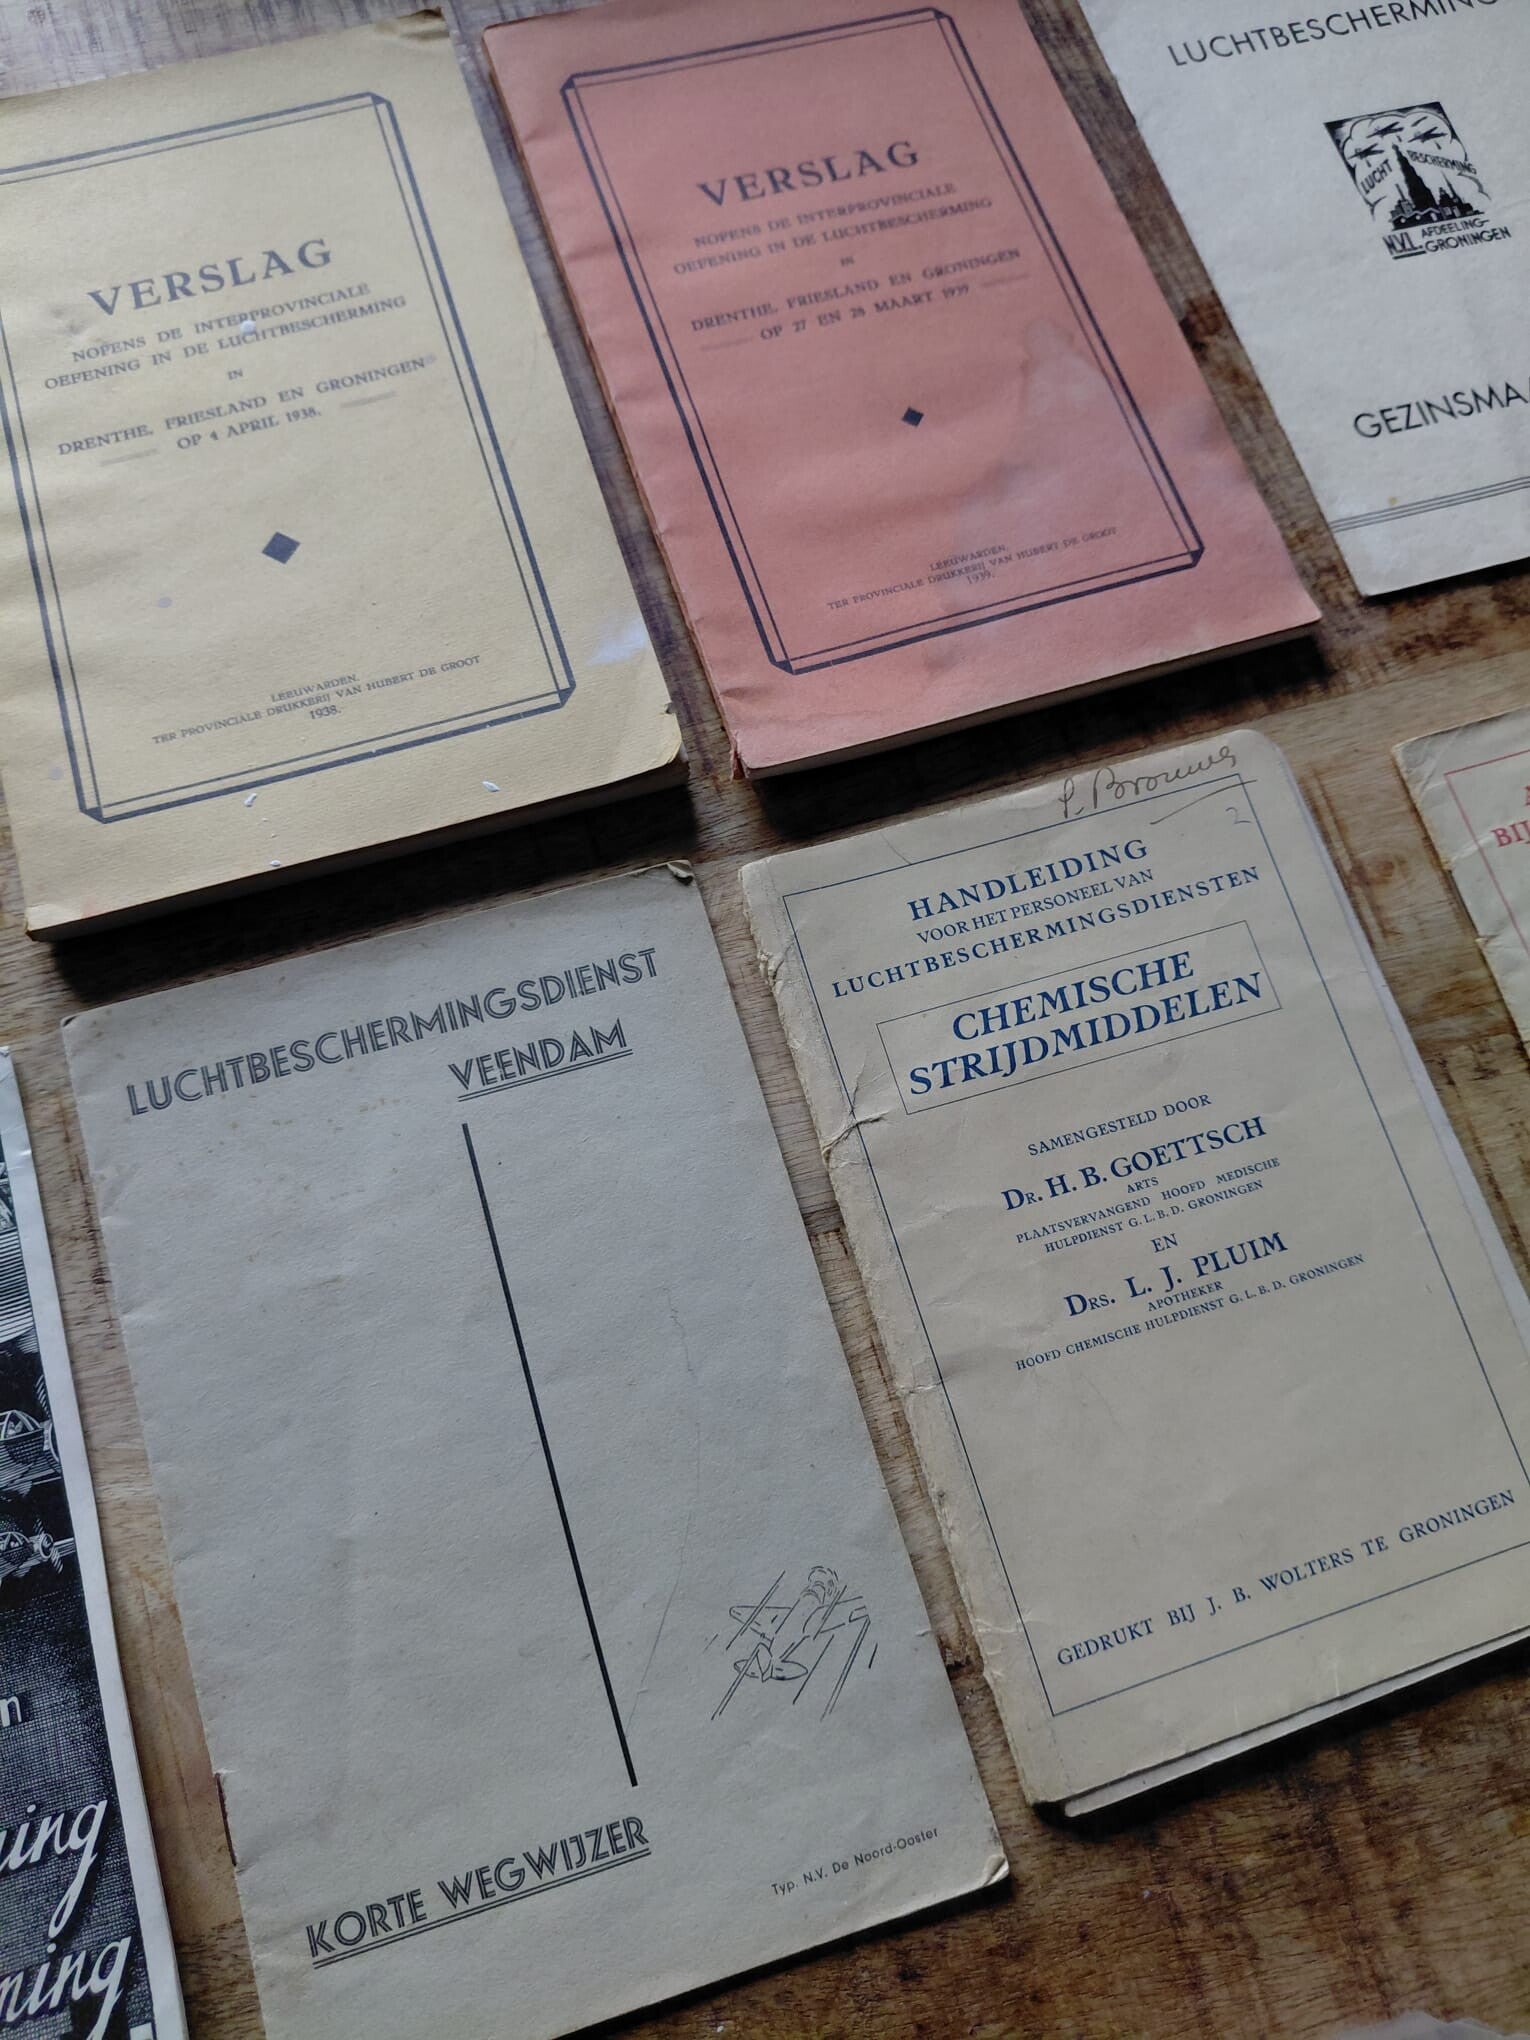 VERSLAG
NOPENS DE INTERPROVINCIALE
OEFENING IN DE LUCHTBESCHERMING
IN
DRENTHE, FRIESLAND EN GRONINGEN
OP 4 APRIL 1938.
LEEUWARDEN.
TER PROVINCIALE DRUKKERIJ VAN HUBERT DE GROOT
1938.
VERSLAG
NOPENS DE INTERPROVINCIALE
OEFENING IN DE LUCHTBESCHERMING
IN
DRENTHE, FRIESLAND EN GRONINGEN
OP 27 EN 28 MAART 1939
LEEUWARDEN.
TER PROVINCIALE DRUKKERIJ VAN HUBERT DE GROOT
1939.
LUCHTBESCHERMING
LUCHT BESCHERMING
N.V.L. AFDEELING-
GRONINGEN
GEZINSMA
LUCHTBESCHERMINGSDIENST
VEENDAM
KORTE WEGWIJZER
Typ. N.V. De Noord-Ooster
Brouwer
2
HANDLEIDING
VOOR HET PERSONEEL VAN
LUCHTBESCHERMINGSDIENSTEN
CHEMISCHE
STRIJDMIDDELEN
SAMENGESTELD DOOR
DR. H. B. GOETTSCH
ARTS
PLAATSVERVANGEND HOOFD MEDISCHE
HULPDIENST G. L. B. D. GRONINGEN
EN
DRS. L. J. PLUIM
APOTHEKER
HOOFD CHEMISCHE HULPDIENST G. L. B. D. GRONINGEN
GEDRUKT BIJ J. B. WOLTERS TE GRONINGEN
BIJ
n
ing
ming